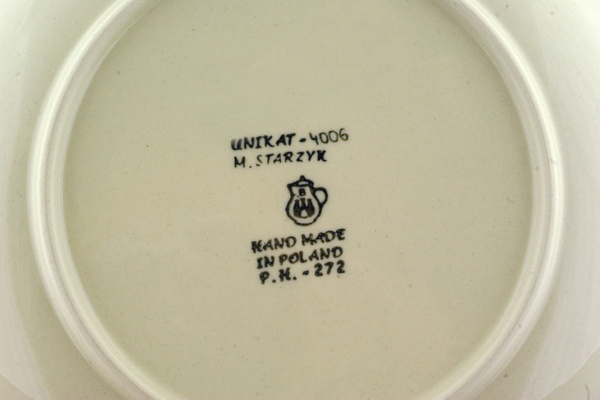 UNIKAT - 4006
M. STARZYK
B
HAND MADE
IN POLAND
P.H. - 272